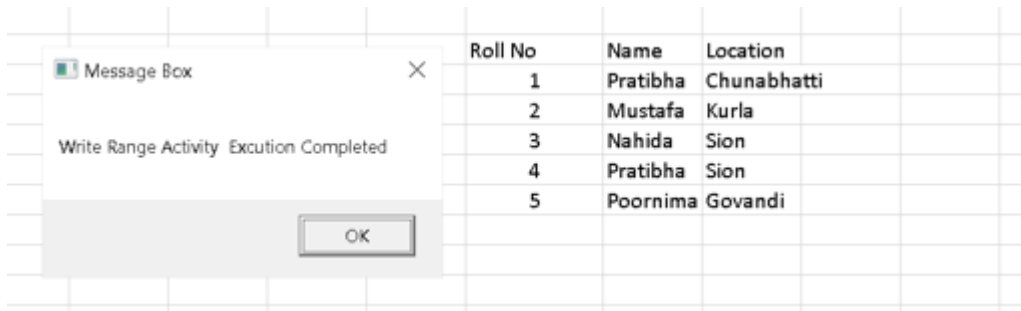 Message Box
Write Range Activity Excution Completed
OK
Roll No Name Location
1 Pratibha Chunabhatti
2 Mustafa Kurla
3 Nahida Sion
4 Pratibha Sion
5 Poornima Govandi